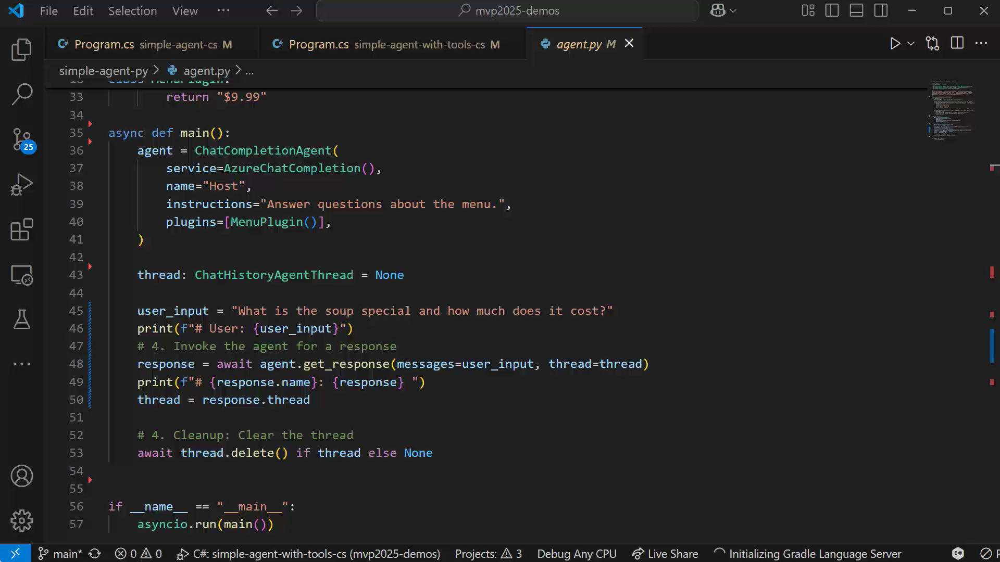 File Edit Selection View ··· mvp2025-demos
Program.cs simple-agent-cs M Program.cs simple-agent-with-tools-cs M agent.py M
simple-agent-py > agent.py > ...
18 class MenuPlugin:
33 return "$9.99"
34
35 async def main():
36 agent = ChatCompletionAgent(
37 service=AzureChatCompletion(),
38 name="Host",
39 instructions="Answer questions about the menu.",
40 plugins=[MenuPlugin()],
41 )
42
43 thread: ChatHistoryAgentThread = None
44
45 user_input = "What is the soup special and how much does it cost?"
46 print(f"# User: {user_input}")
47 # 4. Invoke the agent for a response
48 response = await agent.get_response(messages=user_input, thread=thread)
49 print(f"# {response.name}: {response} ")
50 thread = response.thread
51
52 # 4. Cleanup: Clear the thread
53 await thread.delete() if thread else None
54
55
56 if __name__ == "__main__":
57 asyncio.run(main())
25
main* 0 0 C#: simple-agent-with-tools-cs (mvp2025-demos) Projects: 3 Debug Any CPU Live Share Initializing Gradle Language Server